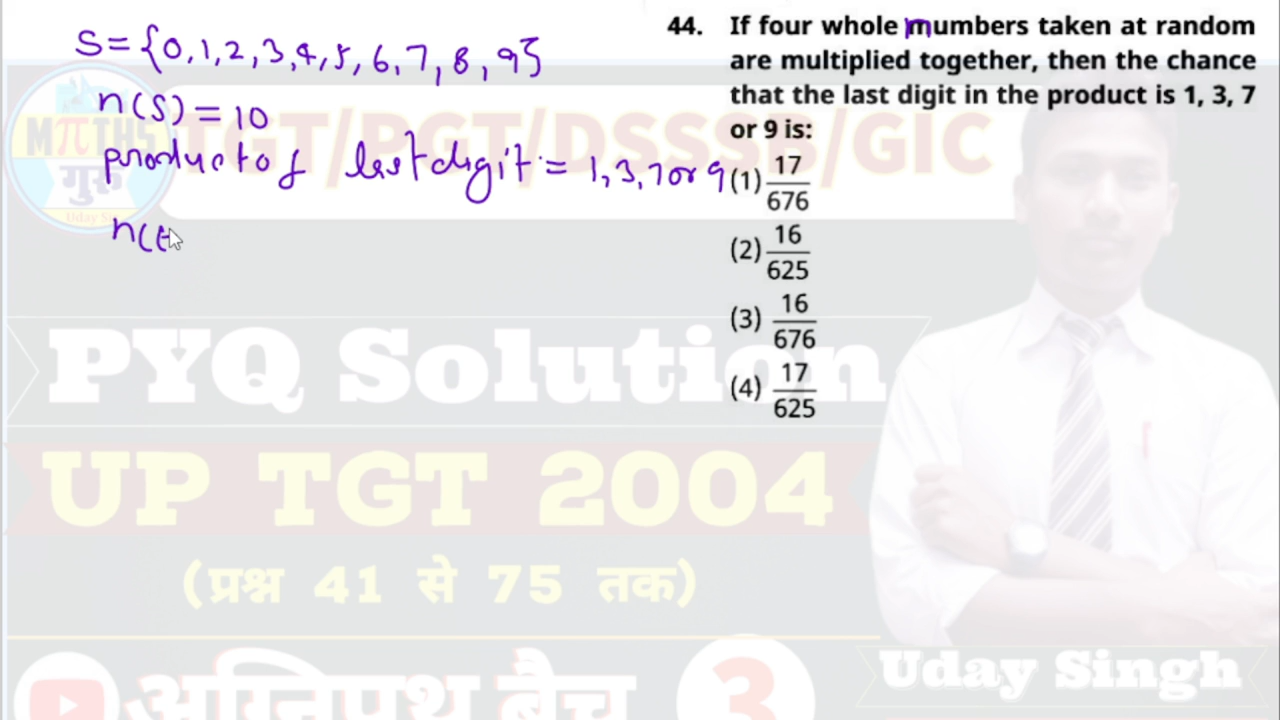 S={0,1,2,3,4,5,6,7,8,9}
n(S)=10
product of last digit = 1,3,7 or 9
n(E
44. If four whole mumbers taken at random
are multiplied together, then the chance
that the last digit in the product is 1, 3, 7
or 9 is:
(1) 17/676
(2) 16/625
(3) 16/676
(4) 17/625
MπTHS
गुरु
Uday Si
TGT/PGT/DSSSB/GIC
PYQ Solution
UP TGT 2004
(प्रश्न 41 से 75 तक)
अग्निपथ बैच 3
Uday Singh